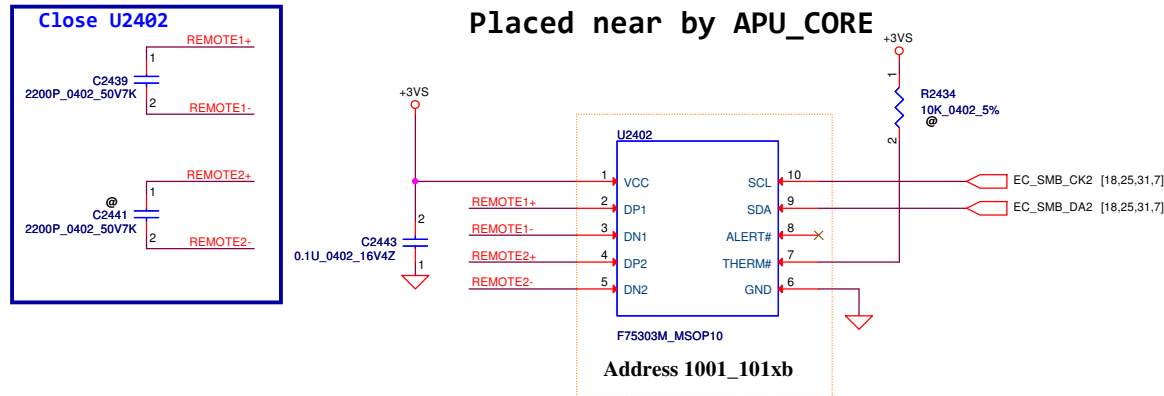 Close U2402
REMOTE1+
1
C2439
2200P_0402_50V7K
2
REMOTE1-
REMOTE2+
@
1
C2441
2200P_0402_50V7K
2
REMOTE2-
Placed near by APU_CORE
+3VS
2
C2443
0.1U_0402_16V4Z
1
+3VS
1
R2434
10K_0402_5%
@
2
U2402
1 VCC
SCL 10
EC_SMB_CK2 [18,25,31,7]
REMOTE1+ 2 DP1
SDA 9
EC_SMB_DA2 [18,25,31,7]
REMOTE1- 3 DN1
ALERT# 8
REMOTE2+ 4 DP2
THERM# 7
REMOTE2- 5 DN2
GND 6
F75303M_MSOP10
Address 1001_101xb